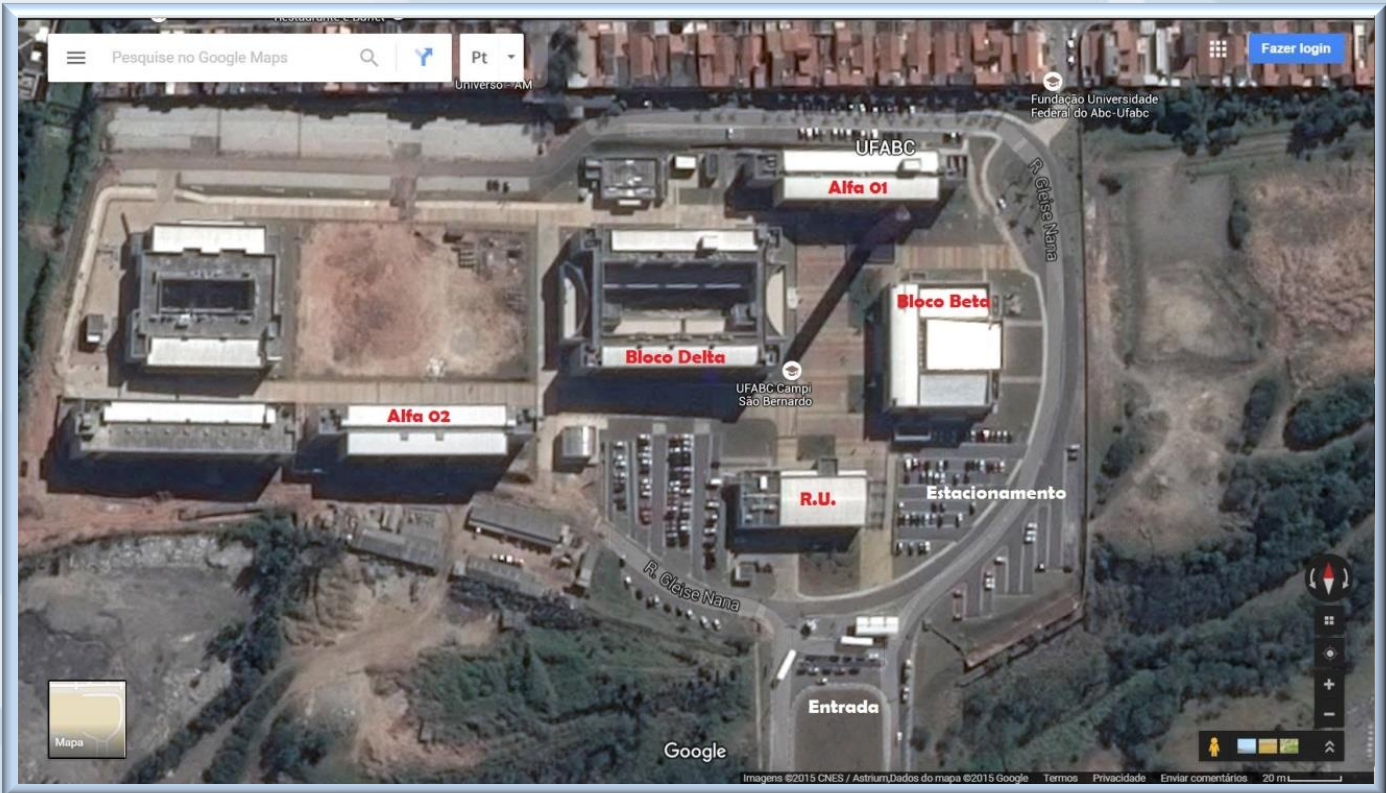 Restaurante e Buffet
Pesquise no Google Maps
Pt
Fazer login
Universo - AM
Fundação Universidade
Federal do Abc-Ufabc
UFABC
Alfa 01
R. Gleise Nana
Bloco Beta
Bloco Delta
UFABC Campi
São Bernardo
Alfa 02
R.U.
Estacionamento
R. Gleise Nana
Entrada
Mapa
Google
Imagens ©2015 CNES / Astrium,Dados do mapa ©2015 Google Termos Privacidade Enviar comentários 20 m